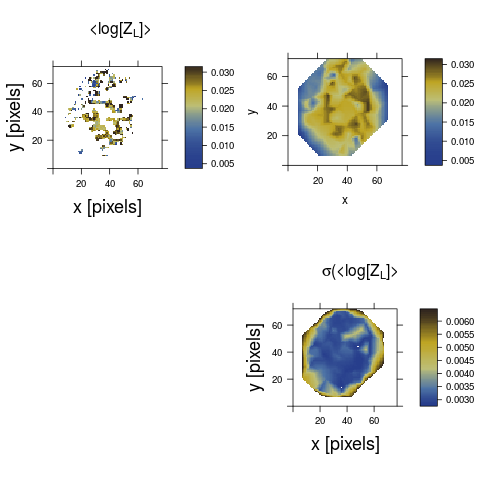 <log[Z_L]>
60
40
20
20 40 60
x [pixels]
y [pixels]
0.030
0.025
0.020
0.015
0.010
0.005
60
40
20
20 40 60
x
y
0.030
0.025
0.020
0.015
0.010
0.005
σ(<log[Z_L]>
60
40
20
20 40 60
x [pixels]
y [pixels]
0.0060
0.0055
0.0050
0.0045
0.0040
0.0035
0.0030